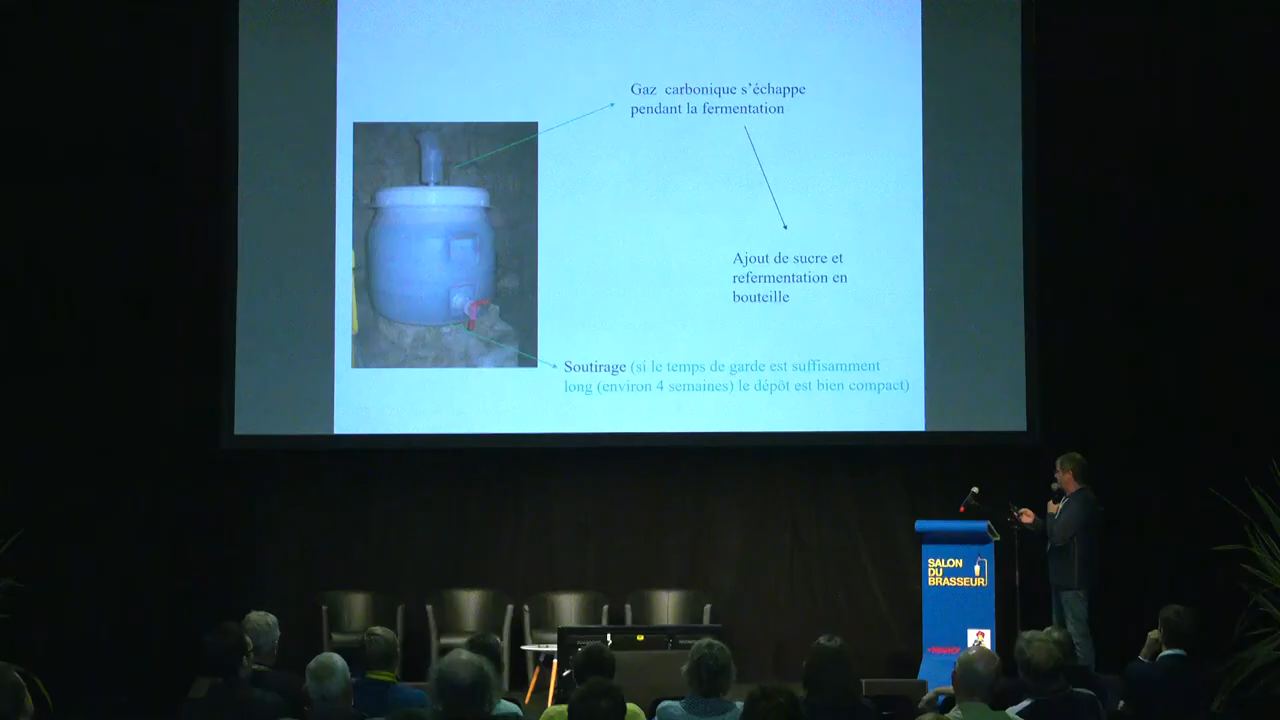 Gaz carbonique s'échappe
pendant la fermentation
Ajout de sucre et
refermentation en
bouteille
Soutirage (si le temps de garde est suffisamment
long (environ 4 semaines) le dépôt est bien compact)
SALON
DU
BRASSEUR